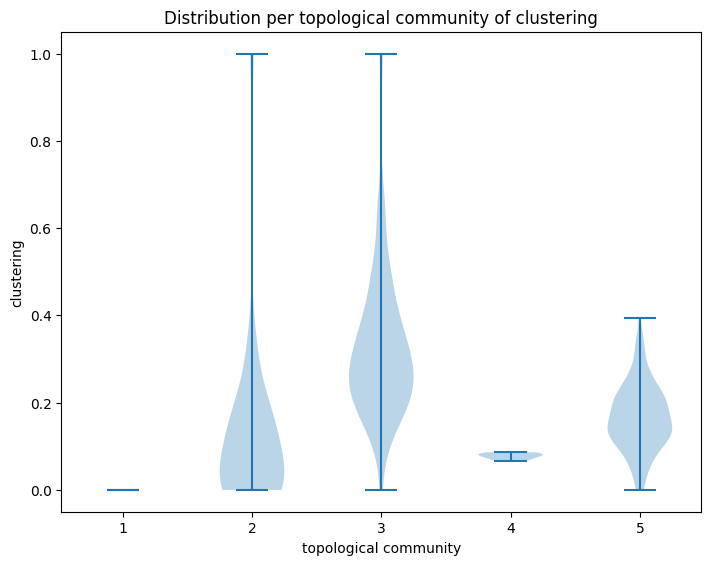 Distribution per topological community of clustering
clustering
1.0
0.8
0.6
0.4
0.2
0.0
1 2 3 4 5
topological community